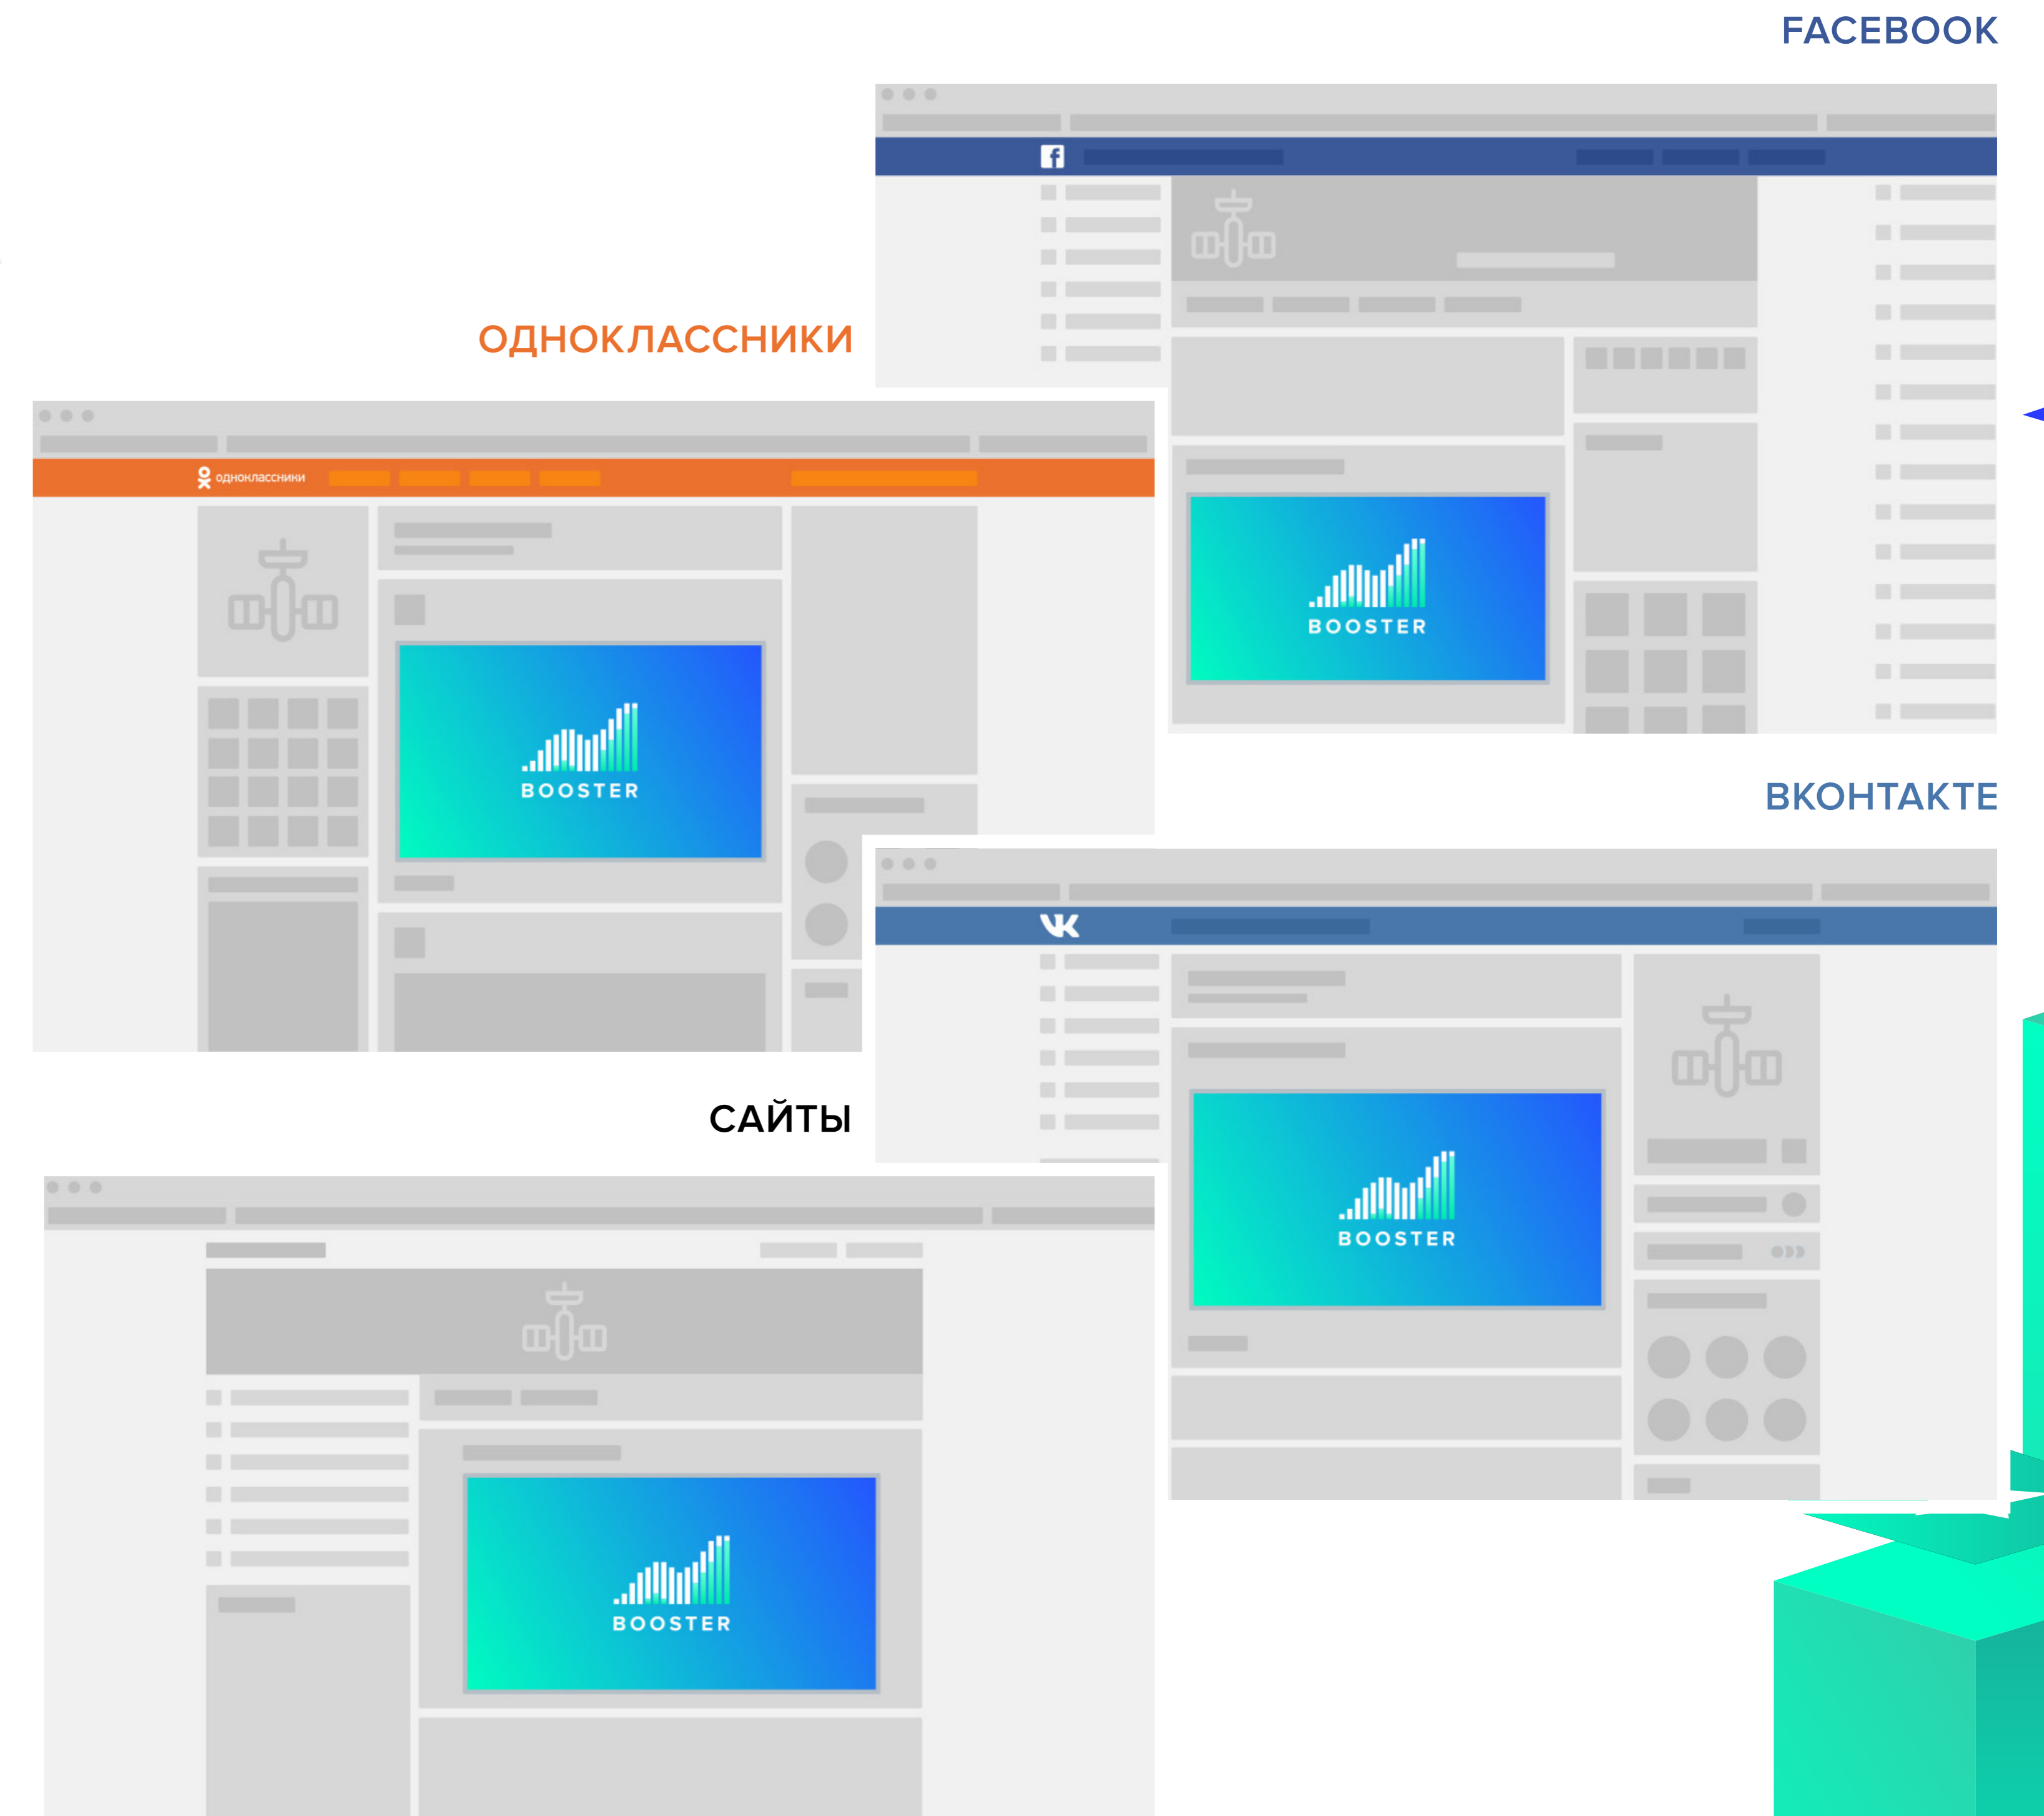 FACEBOOK
ОДНОКЛАССНИКИ
одноклассники
BOOSTER
BOOSTER
ВКОНТАКТЕ
САЙТЫ
BOOSTER
BOOSTER